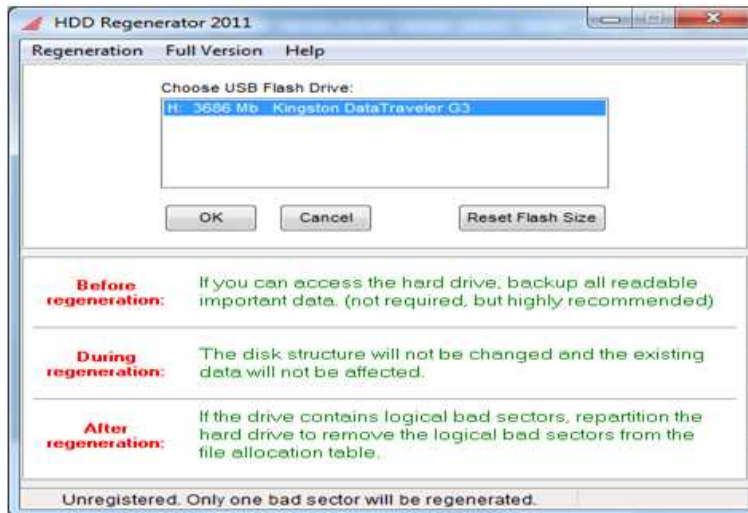 HDD Regenerator 2011
Regeneration Full Version Help
Choose USB Flash Drive:
H: 3686 Mb Kingston DataTraveler G3
OK Cancel Reset Flash Size
Before regeneration:
If you can access the hard drive, backup all readable
important data. (not required, but highly recommended)
During regeneration:
The disk structure will not be changed and the existing
data will not be affected.
After regeneration:
If the drive contains logical bad sectors, repartition the
hard drive to remove the logical bad sectors from the
file allocation table.
Unregistered. Only one bad sector will be regenerated.